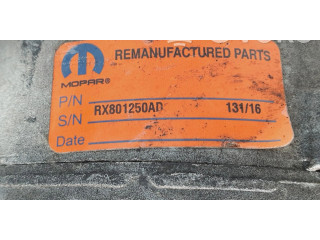 REMANUFACTURED PARTS
MOPAR®
P/N
RX801250AD 131/16
S/N
Date